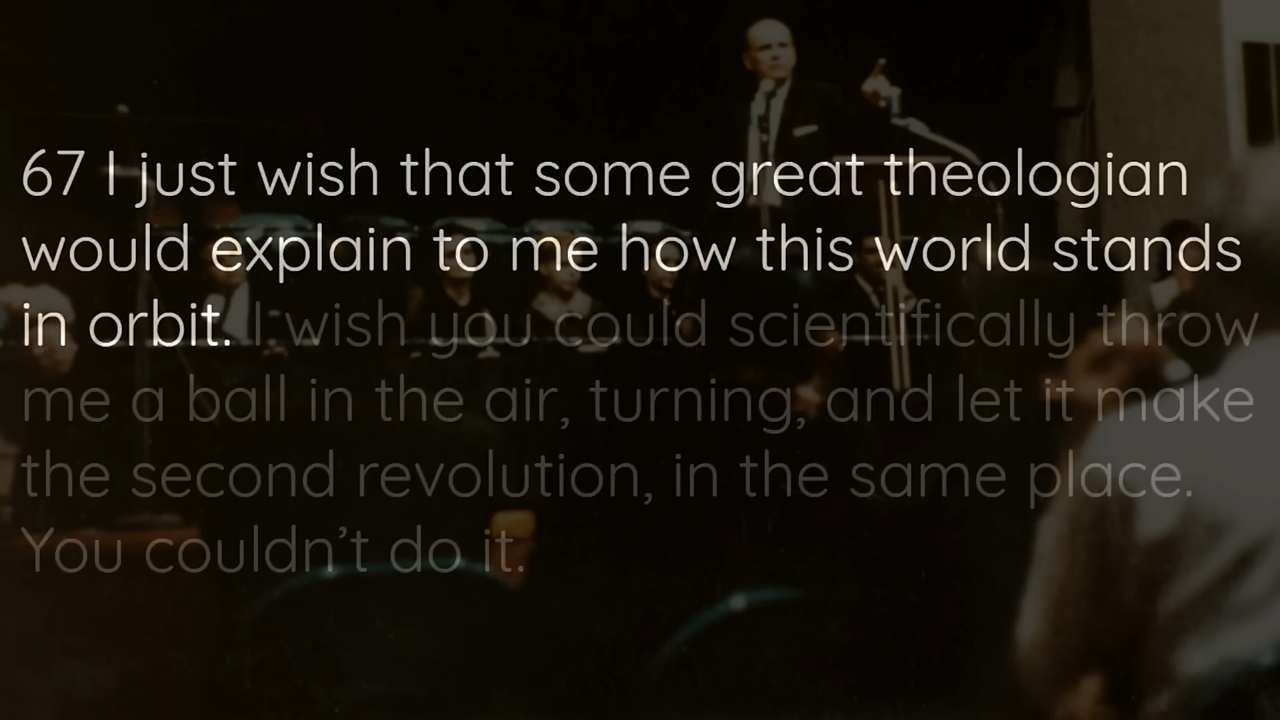 67 I just wish that some great theologian
would explain to me how this world stands
in orbit. I wish you could scientifically throw
me a ball in the air, turning, and let it make
the second revolution, in the same place.
You couldn’t do it.